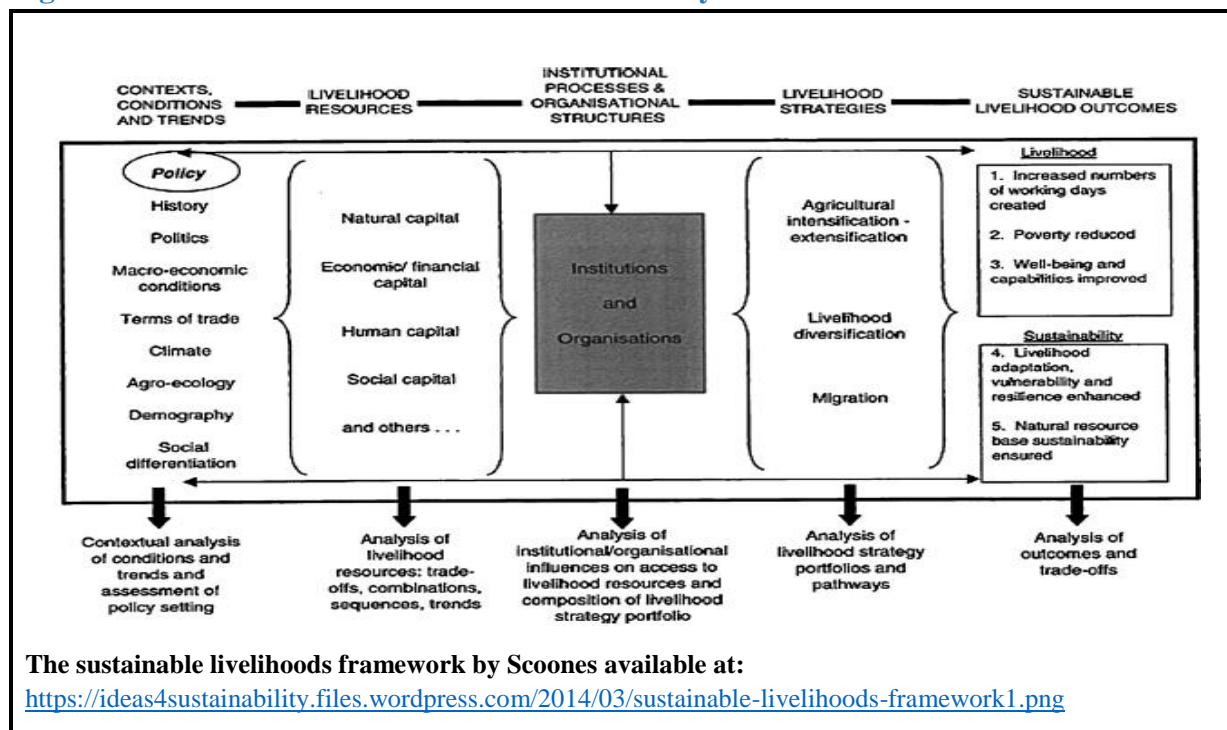 CONTEXTS,
CONDITIONS
AND TRENDS
LIVELIHOOD
RESOURCES
INSTITUTIONAL
PROCESSES &
ORGANISATIONAL
STRUCTURES
LIVELIHOOD
STRATEGIES
SUSTAINABLE
LIVELIHOOD OUTCOMES
Policy
History
Politics
Macro-economic
conditions
Terms of trade
Climate
Agro-ecology
Demography
Social
differentiation
Natural capital
Economic/ financial
capital
Human capital
Social capital
and others . . .
Institutions
and
Organisations
Agricultural
intensification -
extensification
Livelihood
diversification
Migration
Livelihood
1. Increased numbers
of working days
created
2. Poverty reduced
3. Well-being and
capabilities improved
Sustainability
4. Livelihood
adaptation,
vulnerability and
resilience enhanced
5. Natural resource
base sustainability
ensured
Contextual analysis
of conditions and
trends and
assessment of
policy setting
Analysis of
livelihood
resources: trade-
offs, combinations,
sequences, trends
Analysis of
institutional/organisational
influences on access to
livelihood resources and
composition of livelihood
strategy portfolio
Analysis of
livelihood strategy
portfolios and
pathways
Analysis of
outcomes and
trade-offs
The sustainable livelihoods framework by Scoones available at:
https://ideas4sustainability.files.wordpress.com/2014/03/sustainable-livelihoods-framework1.png